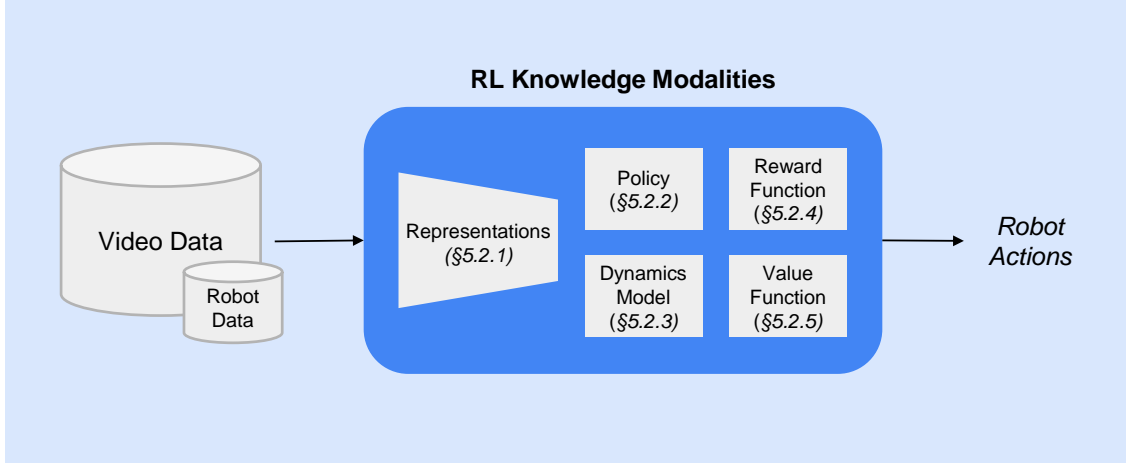 RL Knowledge Modalities
Video Data
Robot
Data
Representations
(§5.2.1)
Policy
(§5.2.2)
Reward
Function
(§5.2.4)
Dynamics
Model
(§5.2.3)
Value
Function
(§5.2.5)
Robot
Actions